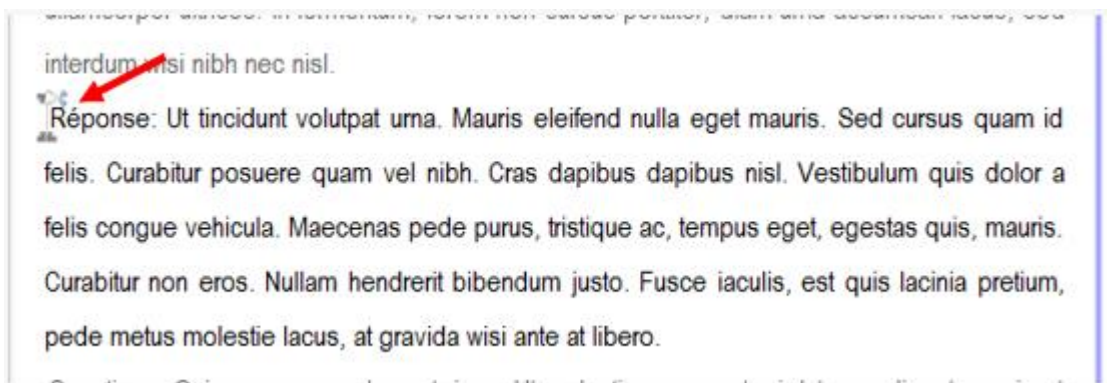 interdum wisi nibh nec nisl.
Réponse: Ut tincidunt volutpat urna. Mauris eleifend nulla eget mauris. Sed cursus quam id
felis. Curabitur posuere quam vel nibh. Cras dapibus dapibus nisl. Vestibulum quis dolor a
felis congue vehicula. Maecenas pede purus, tristique ac, tempus eget, egestas quis, mauris.
Curabitur non eros. Nullam hendrerit bibendum justo. Fusce iaculis, est quis lacinia pretium,
pede metus molestie lacus, at gravida wisi ante at libero.